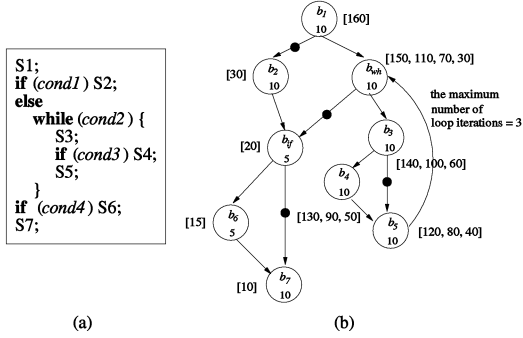 S1;
if (cond1) S2;
else
while (cond2) {
S3;
if (cond3) S4;
S5;
}
if (cond4) S6;
S7;
(a)
b1
10
[160]
[30]
b2
10
bwh
10
[150, 110, 70, 30]
the maximum
number of
loop iterations = 3
[20]
bif
5
b3
10
[140, 100, 60]
b4
10
[15]
b6
5
[130, 90, 50]
b5
10
[120, 80, 40]
[10]
b7
10
(b)